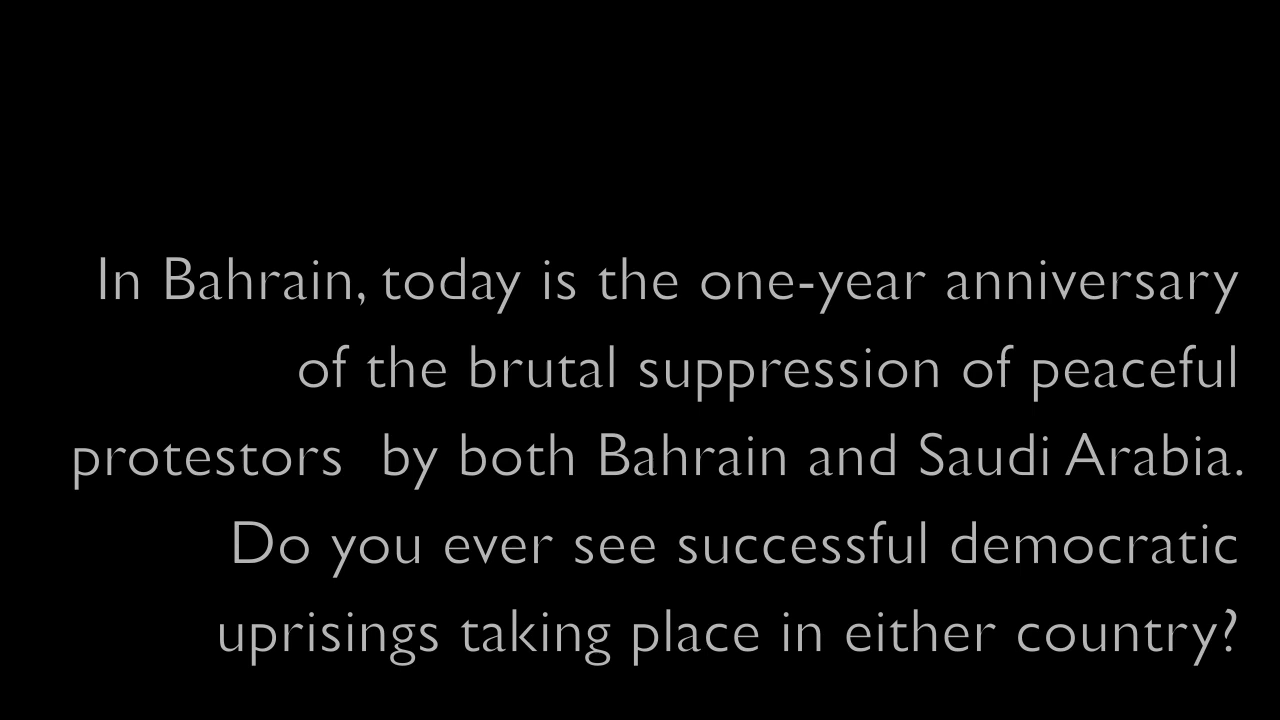 In Bahrain, today is the one-year anniversary
of the brutal suppression of peaceful
protestors  by both Bahrain and Saudi Arabia.
Do you ever see successful democratic
uprisings taking place in either country?